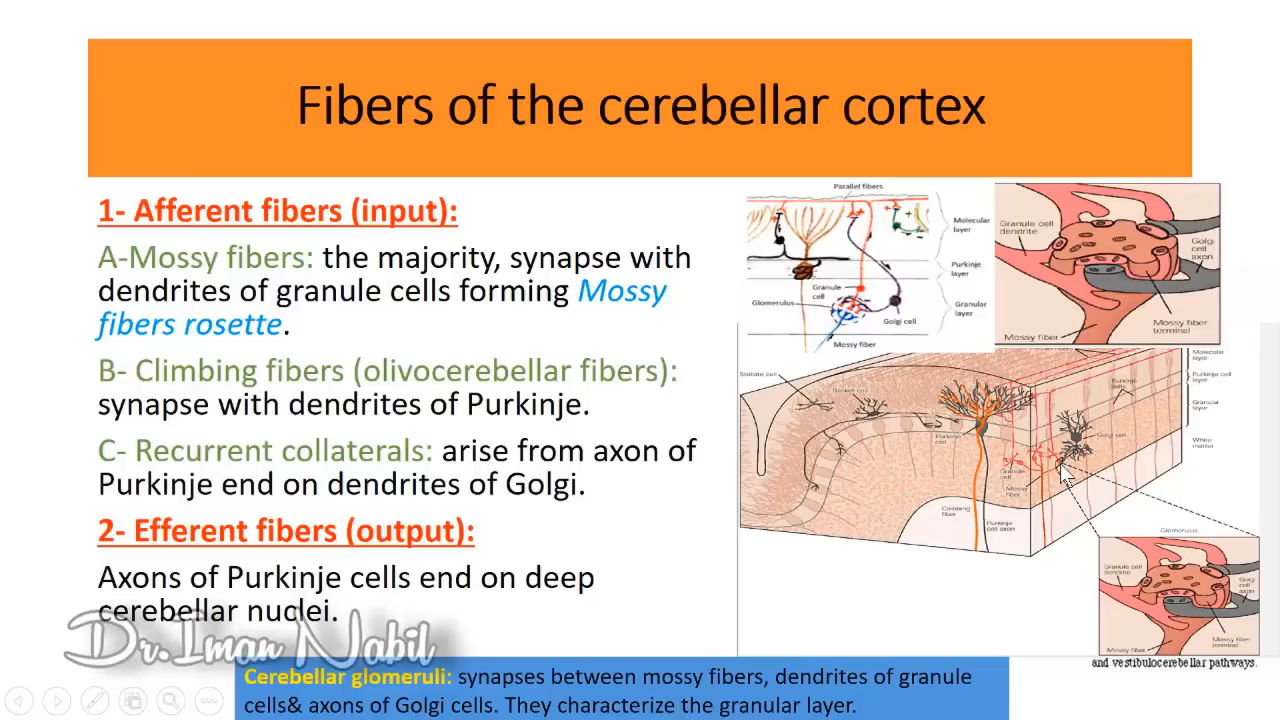 Fibers of the cerebellar cortex
1- Afferent fibers (input):
A-Mossy fibers: the majority, synapse with
dendrites of granule cells forming Mossy
fibers rosette.
B- Climbing fibers (olivocerebellar fibers):
synapse with dendrites of Purkinje.
C- Recurrent collaterals: arise from axon of
Purkinje end on dendrites of Golgi.
2- Efferent fibers (output):
Axons of Purkinje cells end on deep
cerebellar nuclei.
Dr.Iman Nabil
Cerebellar glomeruli: synapses between mossy fibers, dendrites of granule
cells& axons of Golgi cells. They characterize the granular layer.
Parallel fibers
Molecular
layer
Purkinje
layer
Granule
cell
Glomerulus
Granular
layer
Golgi cell
Mossy fiber
Granule cell
dendrite
Golgi
cell
axon
Mossy fiber
Mossy fiber
terminal
Stellate cell
Basket cell
Purkinje
cell
Purkinje
cells
Golgi cell
Granule
cell
Mossy
fiber
Climbing
fiber
Purkinje
cell axon
Molecular
layer
Purkinje cell
layer
Granular
layer
White
matter
Glomerulus
Granule cell
dendrite
Golgi
cell
axon
Mossy fiber
Mossy fiber
terminal
and vestibulocerebellar pathways.